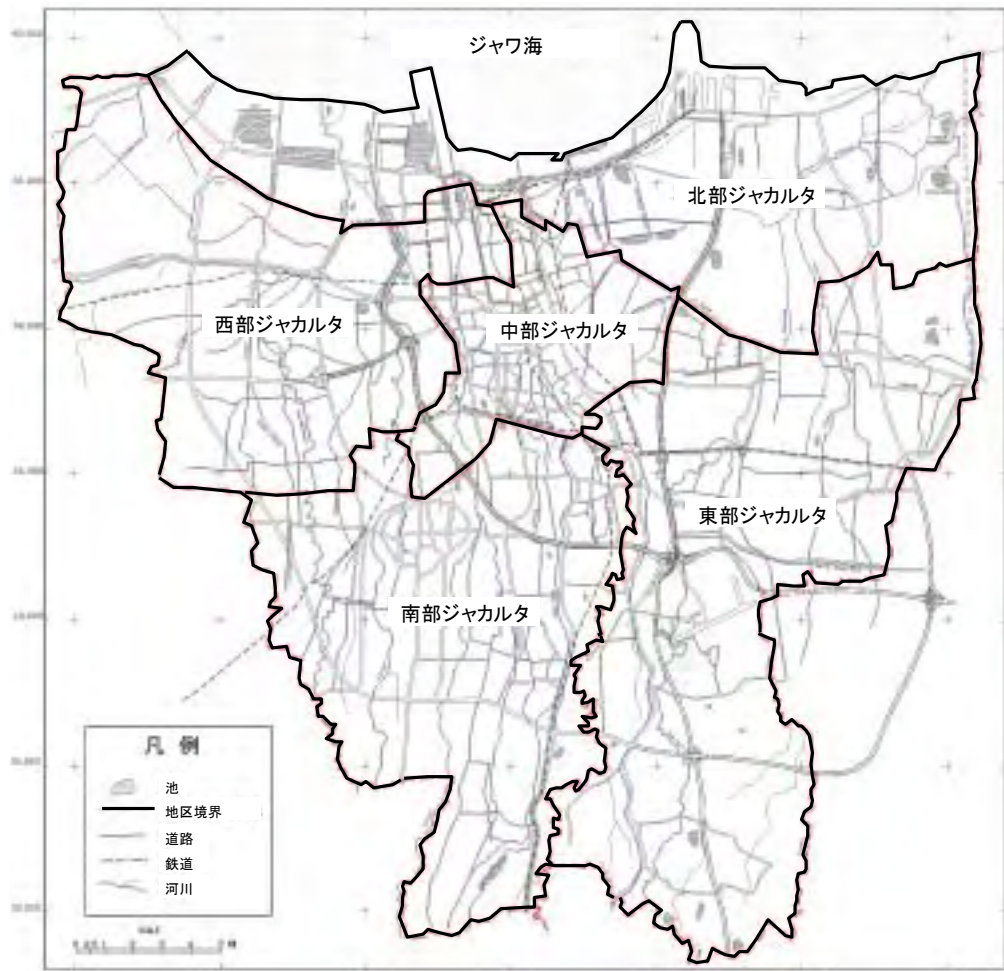 ジャワ海
北部ジャカルタ
西部ジャカルタ
中部ジャカルタ
東部ジャカルタ
南部ジャカルタ
凡 例
池
地区境界
道路
鉄道
河川